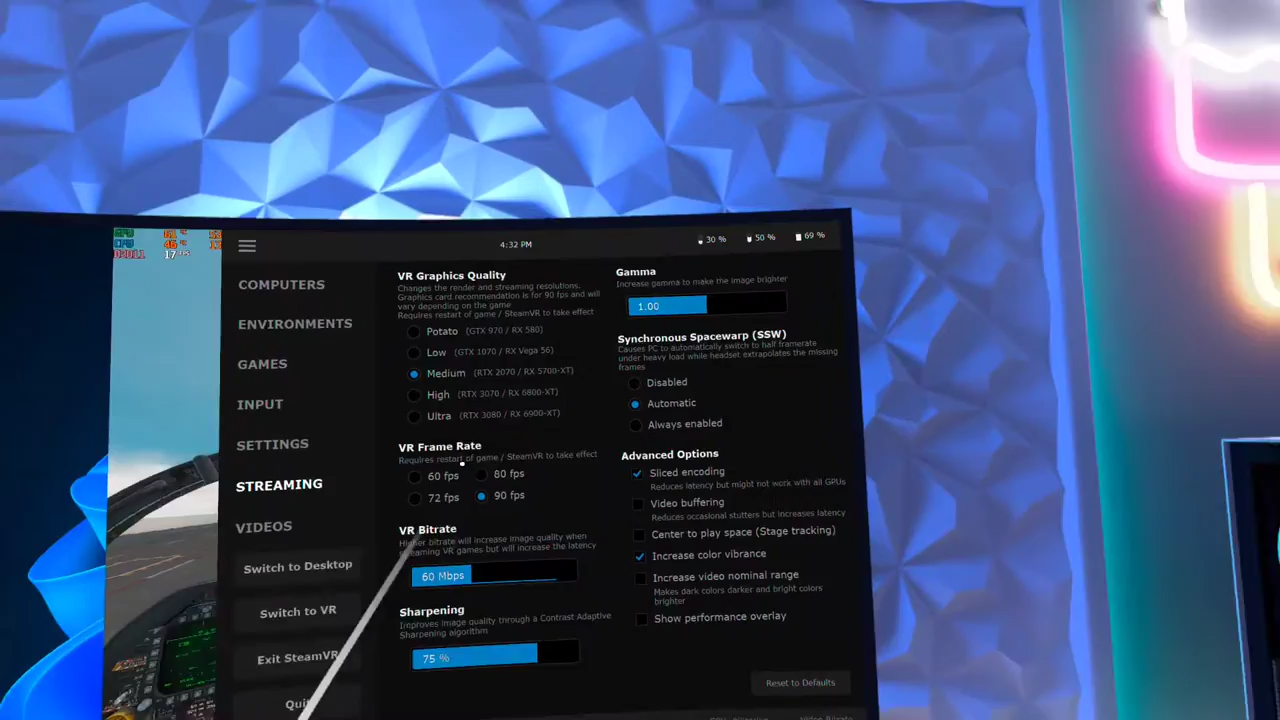 4:32 PM
30 %
50 %
69 %
COMPUTERS
ENVIRONMENTS
GAMES
INPUT
SETTINGS
STREAMING
VIDEOS
Switch to Desktop
Switch to VR
Exit SteamVR
VR Graphics Quality
Changes the render and streaming resolutions.
Graphics card recommendation is for 90 fps and will
vary depending on the game
Requires restart of game / SteamVR to take effect
Potato (GTX 970 / RX 580)
Low (GTX 1070 / RX Vega 56)
Medium (RTX 2070 / RX 5700-XT)
High (RTX 3070 / RX 6800-XT)
Ultra (RTX 3080 / RX 6900-XT)
VR Frame Rate
Requires restart of game / SteamVR to take effect
60 fps
80 fps
72 fps
90 fps
VR Bitrate
Higher bitrate will increase image quality when
streaming VR games but will increase the latency
60 Mbps
Sharpening
Improves image quality through a Contrast Adaptive
Sharpening algorithm
75 %
Gamma
Increase gamma to make the image brighter
1.00
Synchronous Spacewarp (SSW)
Causes PC to automatically switch to half framerate
under heavy load while headset extrapolates the missing
frames
Disabled
Automatic
Always enabled
Advanced Options
Sliced encoding
Reduces latency but might not work with all GPUs
Video buffering
Reduces occasional stutters but increases latency
Center to play space (Stage tracking)
Increase color vibrance
Increase video nominal range
Makes dark colors darker and bright colors
brighter
Show performance overlay
Reset to Defaults